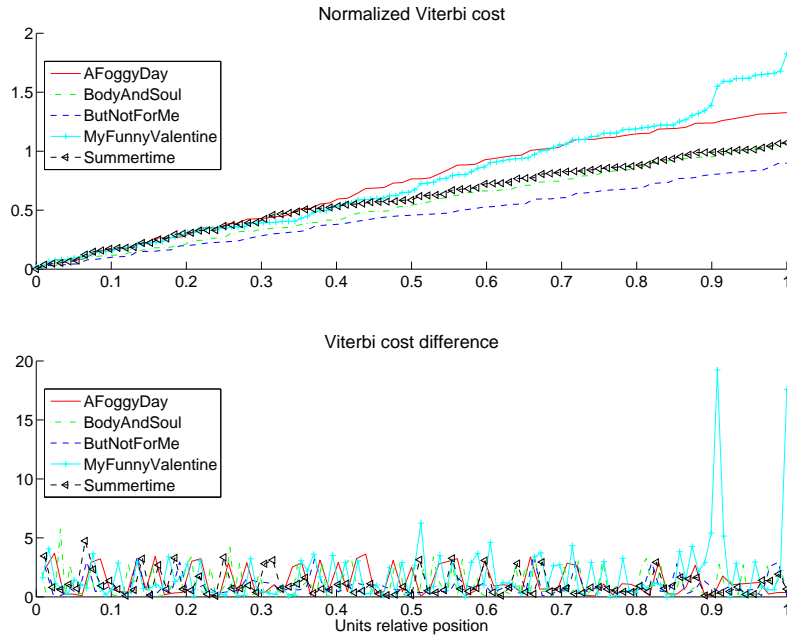 Normalized Viterbi cost
2
1.5
1
0.5
0
AFoggyDay
BodyAndSoul
ButNotForMe
MyFunnyValentine
Summertime
0 0.1 0.2 0.3 0.4 0.5 0.6 0.7 0.8 0.9 1
Viterbi cost difference
20
15
10
5
0
AFoggyDay
BodyAndSoul
ButNotForMe
MyFunnyValentine
Summertime
0 0.1 0.2 0.3 0.4 0.5 0.6 0.7 0.8 0.9 1
Units relative position